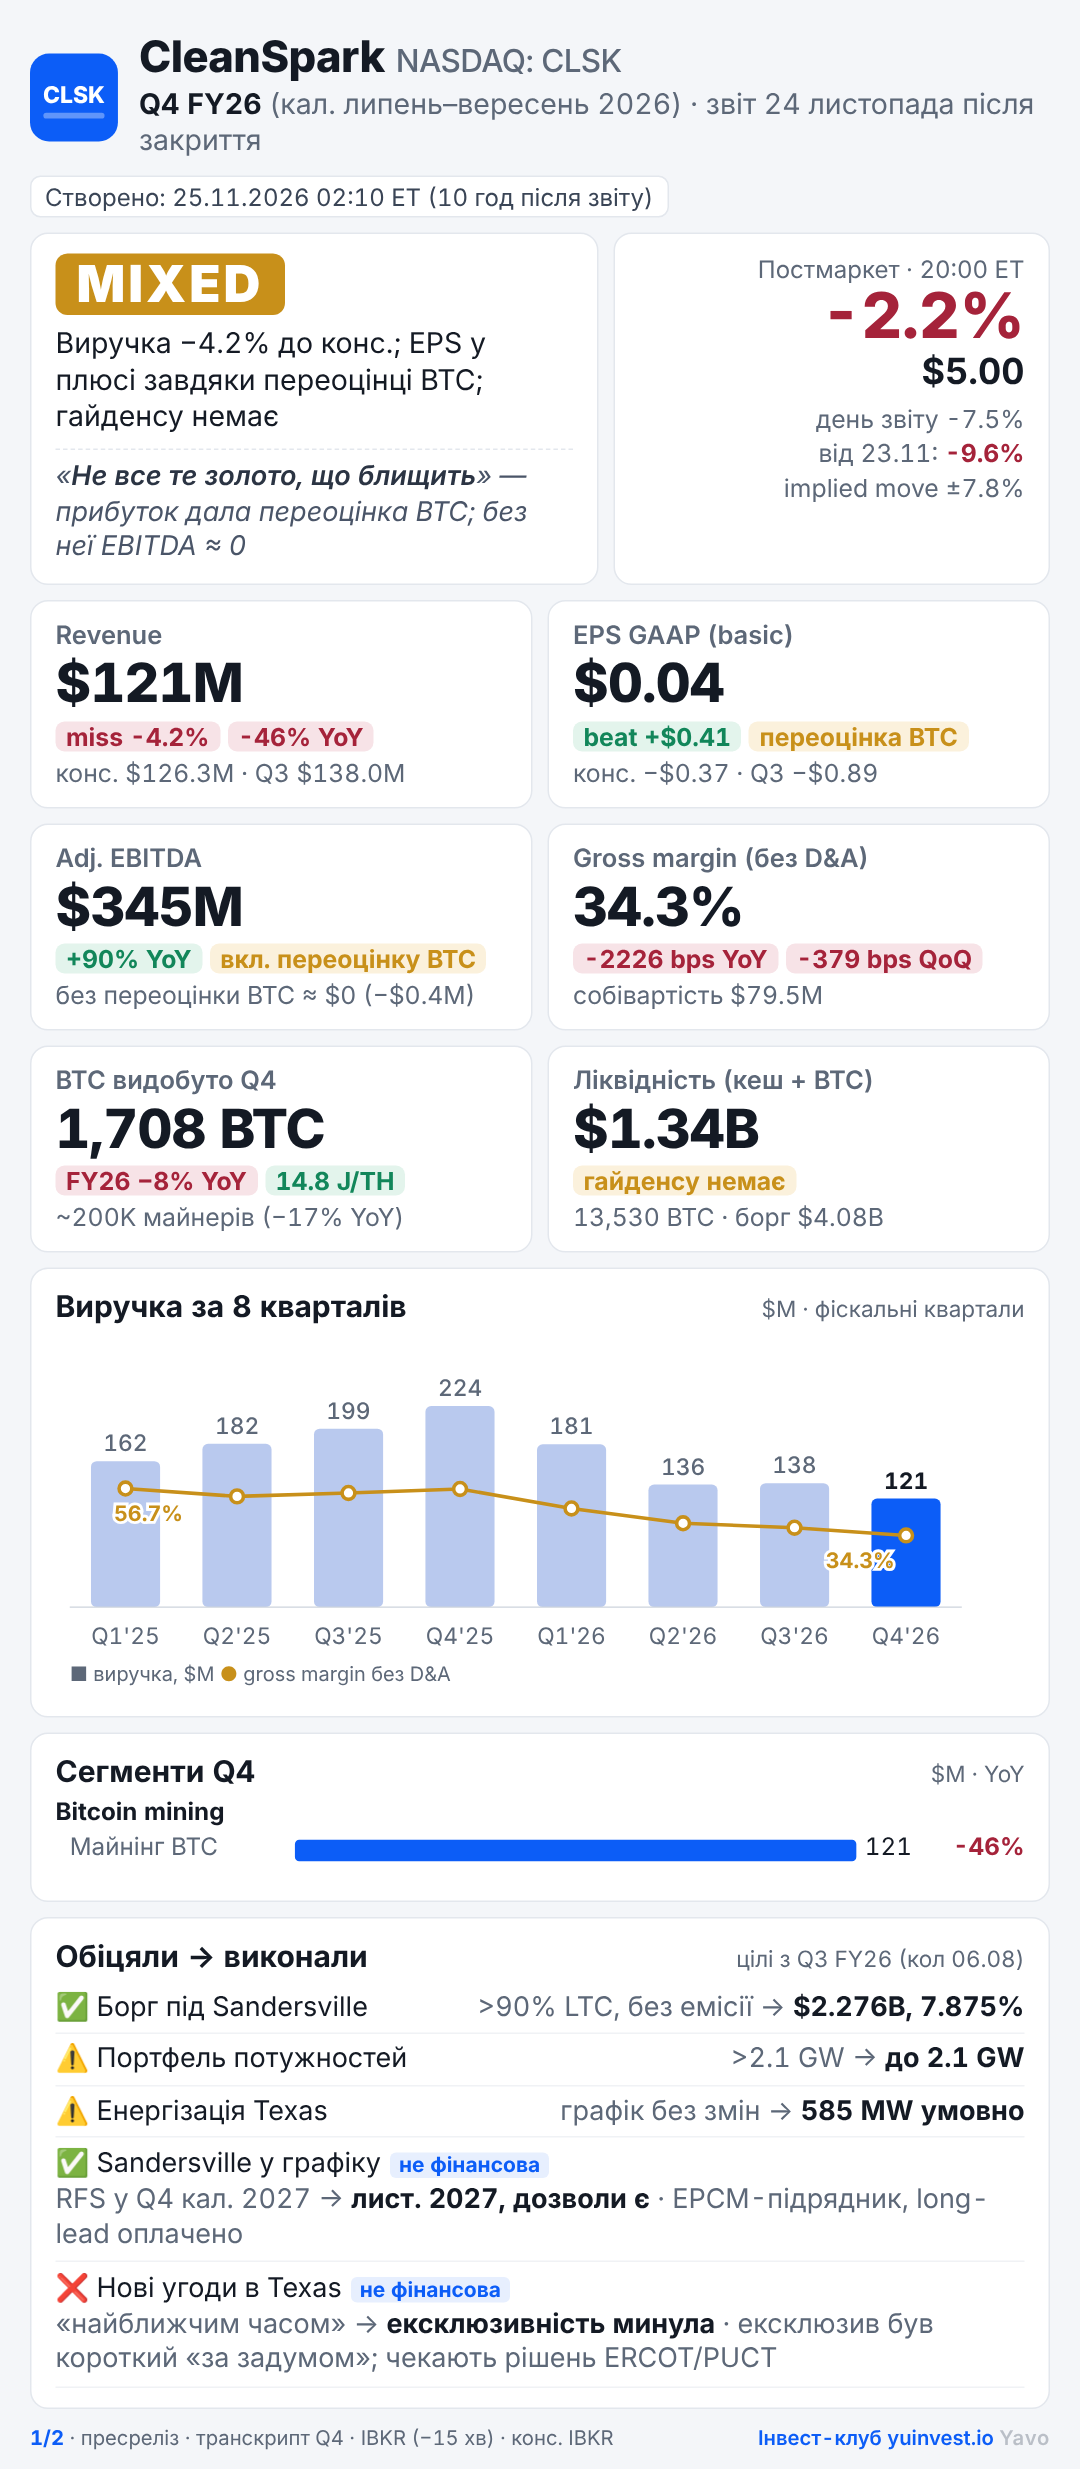 CLSK
CleanSpark NASDAQ: CLSK
Q4 FY26 (кал. липень–вересень 2026) · звіт 24 листопада після
закриття
Створено: 25.11.2026 02:10 ET (10 год після звіту)
MIXED
Виручка −4.2% до конс.; EPS у
плюсі завдяки переоцінці BTC;
гайденсу немає
«Не все те золото, що блищить» —
прибуток дала переоцінка BTC; без
неї EBITDA ≈ 0
Постмаркет · 20:00 ET
-2.2%
$5.00
день звіту -7.5%
від 23.11: -9.6%
implied move ±7.8%
Revenue
$121M
miss -4.2% -46% YoY
конс. $126.3M · Q3 $138.0M
EPS GAAP (basic)
$0.04
beat +$0.41 переоцінка BTC
конс. −$0.37 · Q3 −$0.89
Adj. EBITDA
$345M
+90% YoY вкл. переоцінку BTC
без переоцінки BTC ≈ $0 (−$0.4M)
Gross margin (без D&A)
34.3%
-2226 bps YoY -379 bps QoQ
собівартість $79.5M
BTC видобуто Q4
1,708 BTC
FY26 −8% YoY 14.8 J/TH
~200K майнерів (−17% YoY)
Ліквідність (кеш + BTC)
$1.34B
гайденсу немає
13,530 BTC · борг $4.08B
Виручка за 8 кварталів $M · фіскальні квартали
162 182 199 224 181 136 138 121
56.7% 34.3%
Q1'25 Q2'25 Q3'25 Q4'25 Q1'26 Q2'26 Q3'26 Q4'26
виручка, $M gross margin без D&A
Сегменти Q4 $M · YoY
Bitcoin mining
Майнінг BTC 121 -46%
Обіцяли → виконали цілі з Q3 FY26 (кол 06.08)
✅ Борг під Sandersville >90% LTC, без емісії → $2.276B, 7.875%
⚠️ Портфель потужностей >2.1 GW → до 2.1 GW
⚠️ Енергізація Texas графік без змін → 585 MW умовно
✅ Sandersville у графіку не фінансова
RFS у Q4 кал. 2027 → лист. 2027, дозволи є · EPCM-підрядник, long-
lead оплачено
❌ Нові угоди в Texas не фінансова
«найближчим часом» → ексклюзивність минула · ексклюзив був
короткий «за задумом»; чекають рішень ERCOT/PUCT
1/2 · пресреліз · транскрипт Q4 · IBKR (−15 хв) · конс. IBKR Інвест-клуб yuinvest.io Yavo